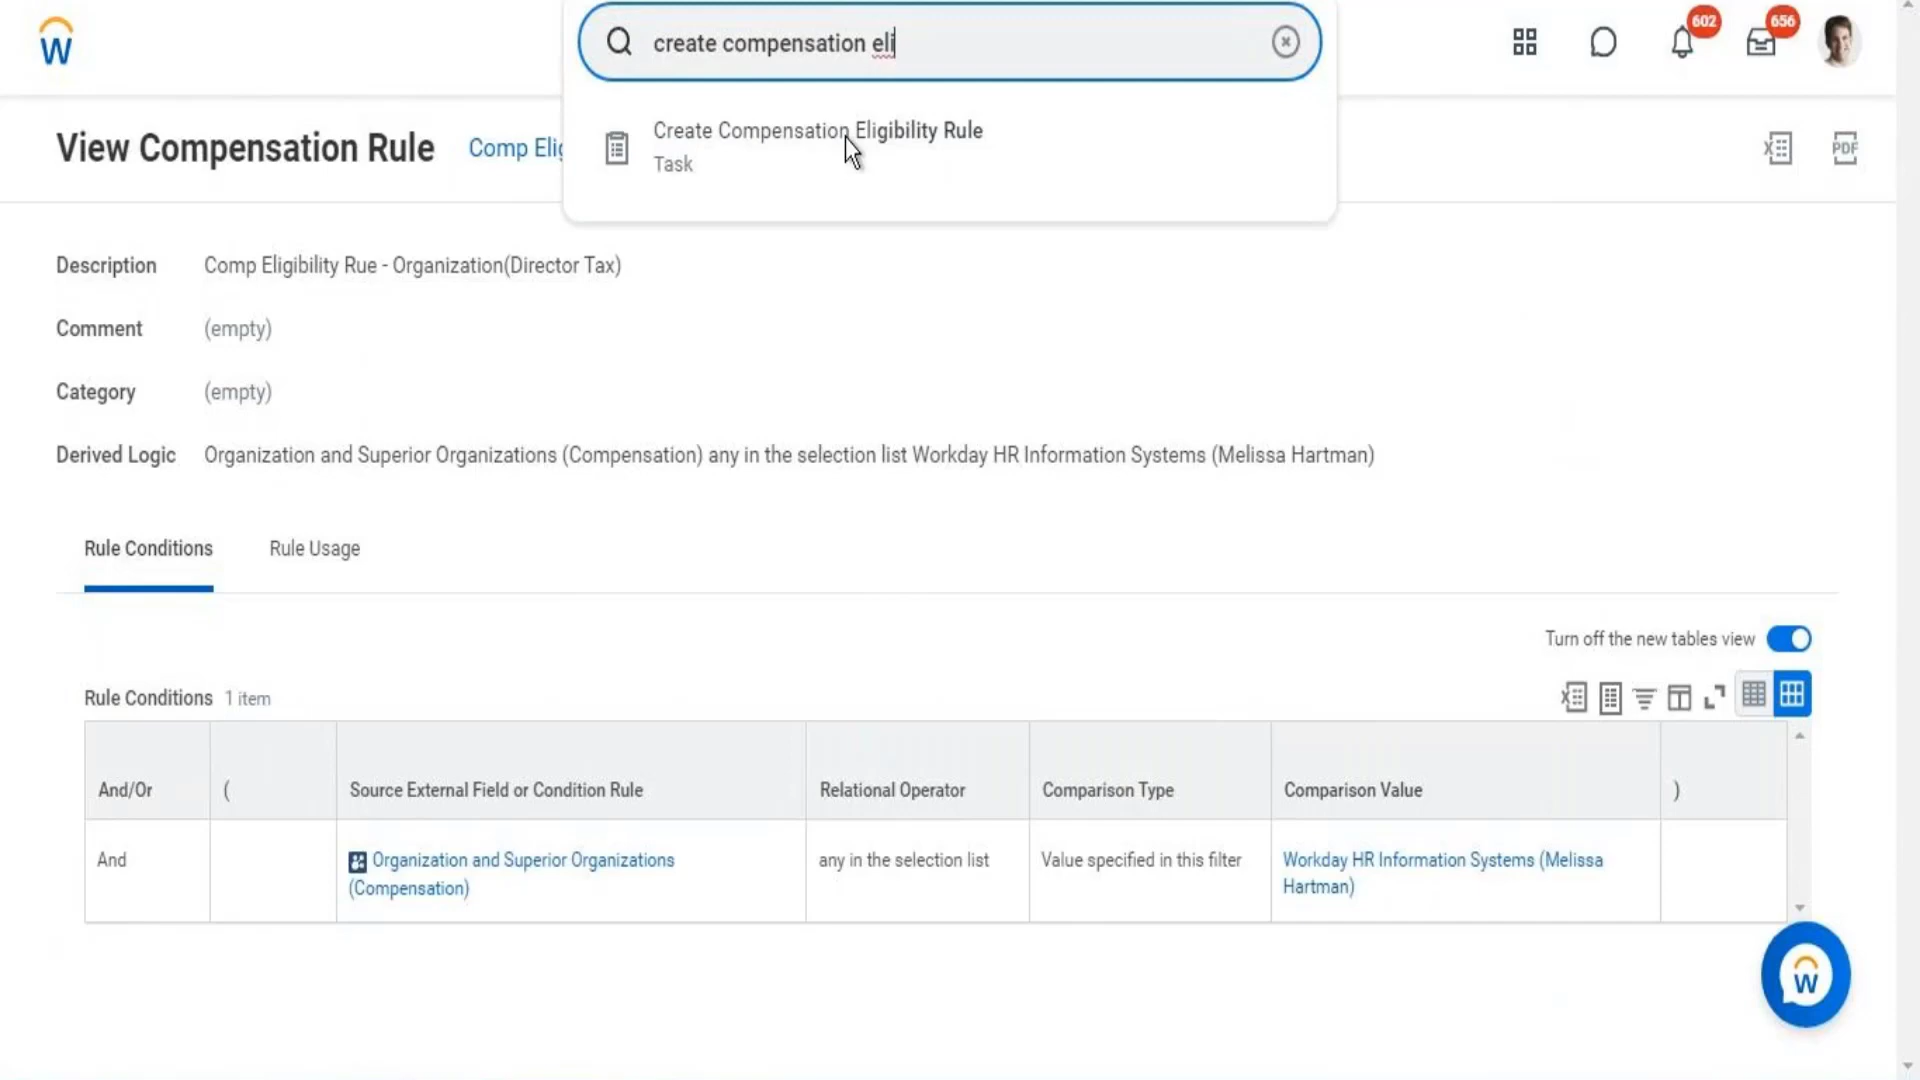 W
create compensation eli
602
656
Create Compensation Eligibility Rule
Task
View Compensation Rule
Comp Elig
PDF
Description
Comp Eligibility Rue - Organization(Director Tax)
Comment
(empty)
Category
(empty)
Derived Logic
Organization and Superior Organizations (Compensation) any in the selection list Workday HR Information Systems (Melissa Hartman)
Rule Conditions
Rule Usage
Turn off the new tables view
Rule Conditions 1 item
And/Or
(
Source External Field or Condition Rule
Relational Operator
Comparison Type
Comparison Value
)
And
Organization and Superior Organizations
(Compensation)
any in the selection list
Value specified in this filter
Workday HR Information Systems (Melissa
Hartman)
W